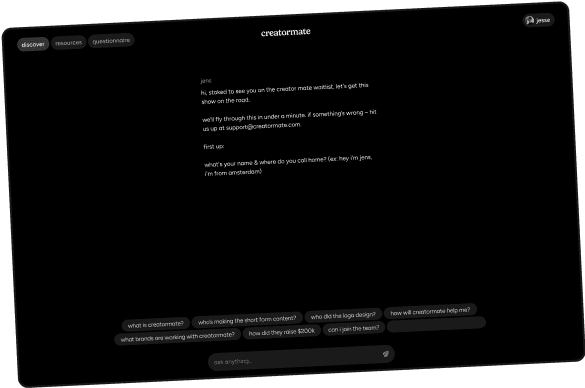 creatormate
discover resources questionnaire
jesse
jens
hi, stoked to see you on the creator mate waitlist. let's get this
show on the road.
we'll fly through this in under a minute. if something's wrong – hit
us up at support@creatormate.com
first up:
what's your name & where do you call home? (ex: hey i'm jens,
i'm from amsterdam)
what is creatormate? who's making the short form content? who did the logo design? how will creatormate help me?
what brands are working with creatormate? how did they raise $200k can i join the team?
ask anything...